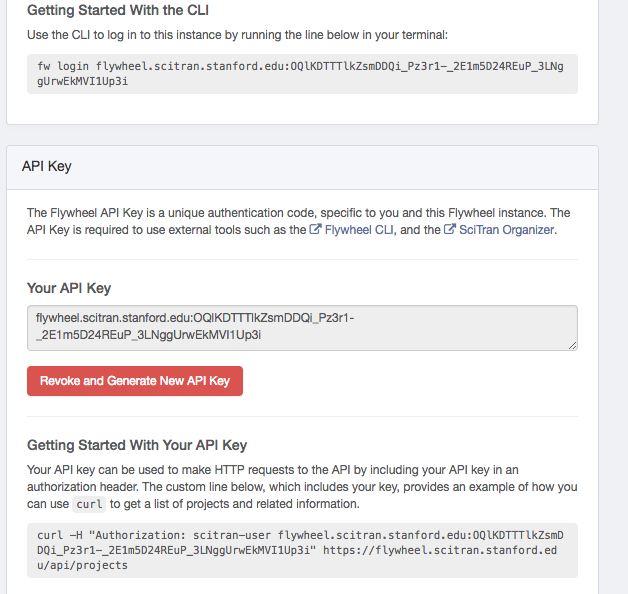 Getting Started With the CLI
Use the CLI to log in to this instance by running the line below in your terminal:
fw login flywheel.scitran.stanford.edu:OQlKDTTTlkZsmDDQi_Pz3r1-_2E1m5D24REuP_3LNg
gUrwEkMVI1Up3i
API Key
The Flywheel API Key is a unique authentication code, specific to you and this Flywheel instance. The
API Key is required to use external tools such as the Flywheel CLI, and the SciTran Organizer.
Your API Key
flywheel.scitran.stanford.edu:OQlKDTTTlkZsmDDQi_Pz3r1-
_2E1m5D24REuP_3LNggUrwEkMVI1Up3i
Revoke and Generate New API Key
Getting Started With Your API Key
Your API key can be used to make HTTP requests to the API by including your API key in an
authorization header. The custom line below, which includes your key, provides an example of how you
can use curl to get a list of projects and related information.
curl -H "Authorization: scitran-user flywheel.scitran.stanford.edu:OQlKDTTTlkZsmD
DQi_Pz3r1-_2E1m5D24REuP_3LNggUrwEkMVI1Up3i" https://flywheel.scitran.stanford.ed
u/api/projects